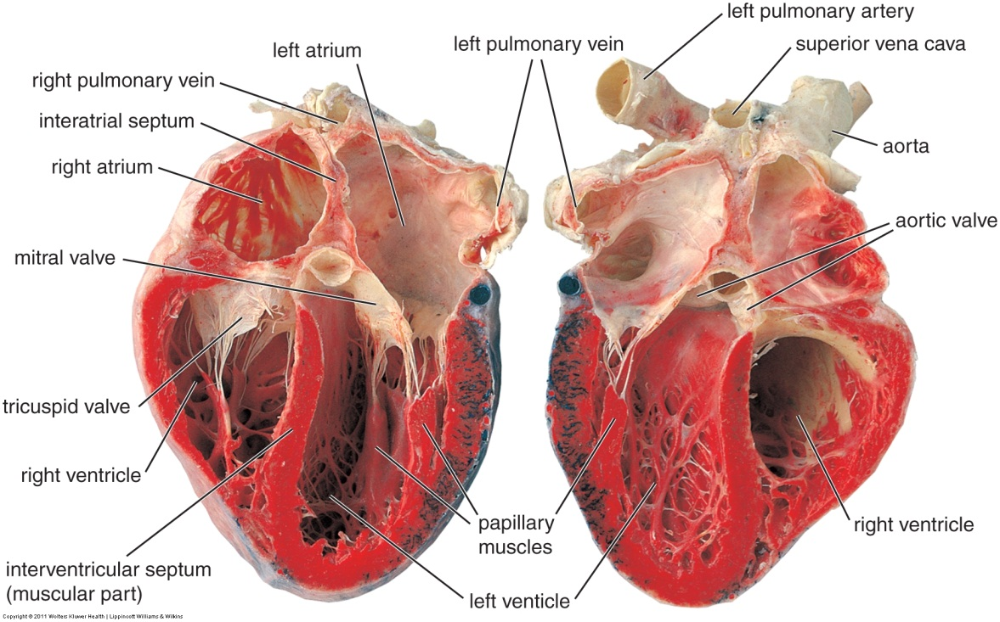 left pulmonary artery
left pulmonary vein
superior vena cava
left atrium
right pulmonary vein
interatrial septum
aorta
right atrium
aortic valve
mitral valve
tricuspid valve
right ventricle
papillary
muscles
right ventricle
interventricular septum
(muscular part)
left venticle
Copyright © 2011 Wolters Kluwer Health | Lippincott Williams & Wilkins